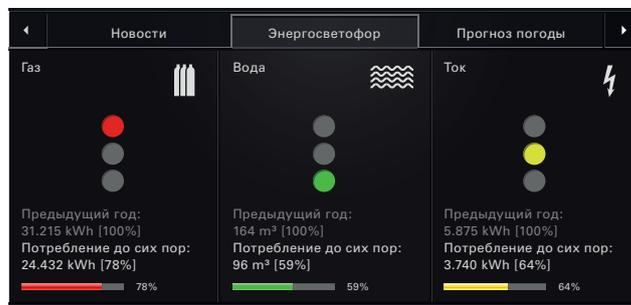 Новости
Энергосветофор
Прогноз погоды
Газ
Предыдущий год:
31.215 kWh [100%]
Потребление до сих пор:
24.432 kWh [78%]
78%
Вода
Предыдущий год:
164 m³ [100%]
Потребление до сих пор:
96 m³ [59%]
59%
Ток
Предыдущий год:
5.875 kWh [100%]
Потребление до сих пор:
3.740 kWh [64%]
64%